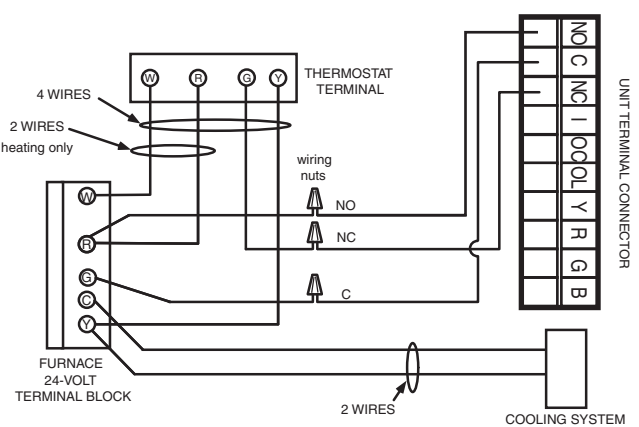 W R G Y
THERMOSTAT
TERMINAL
4 WIRES
2 WIRES
heating only
wiring
nuts
NO
NC
C
W
R
G
C
Y
FURNACE
24-VOLT
TERMINAL BLOCK
2 WIRES
COOLING SYSTEM
NO
C
NC
I
OC
OL
Y
R
G
B
UNIT TERMINAL CONNECTOR